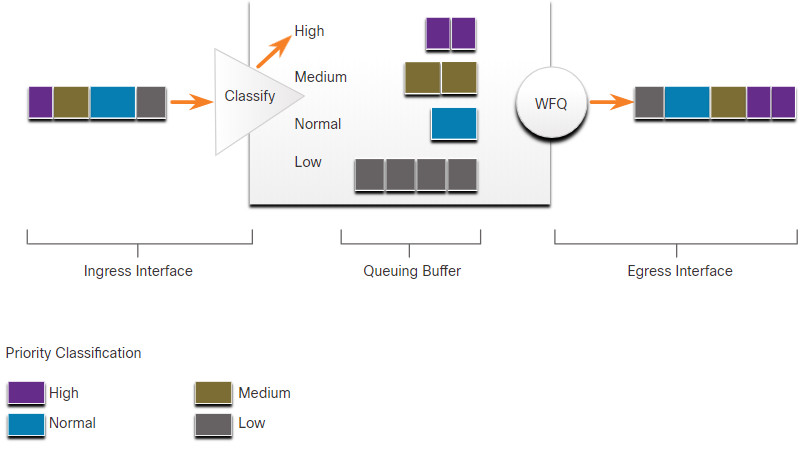 High
Medium
Classify
WFQ
Normal
Low
Ingress Interface
Queuing Buffer
Egress Interface
Priority Classification
High
Medium
Normal
Low